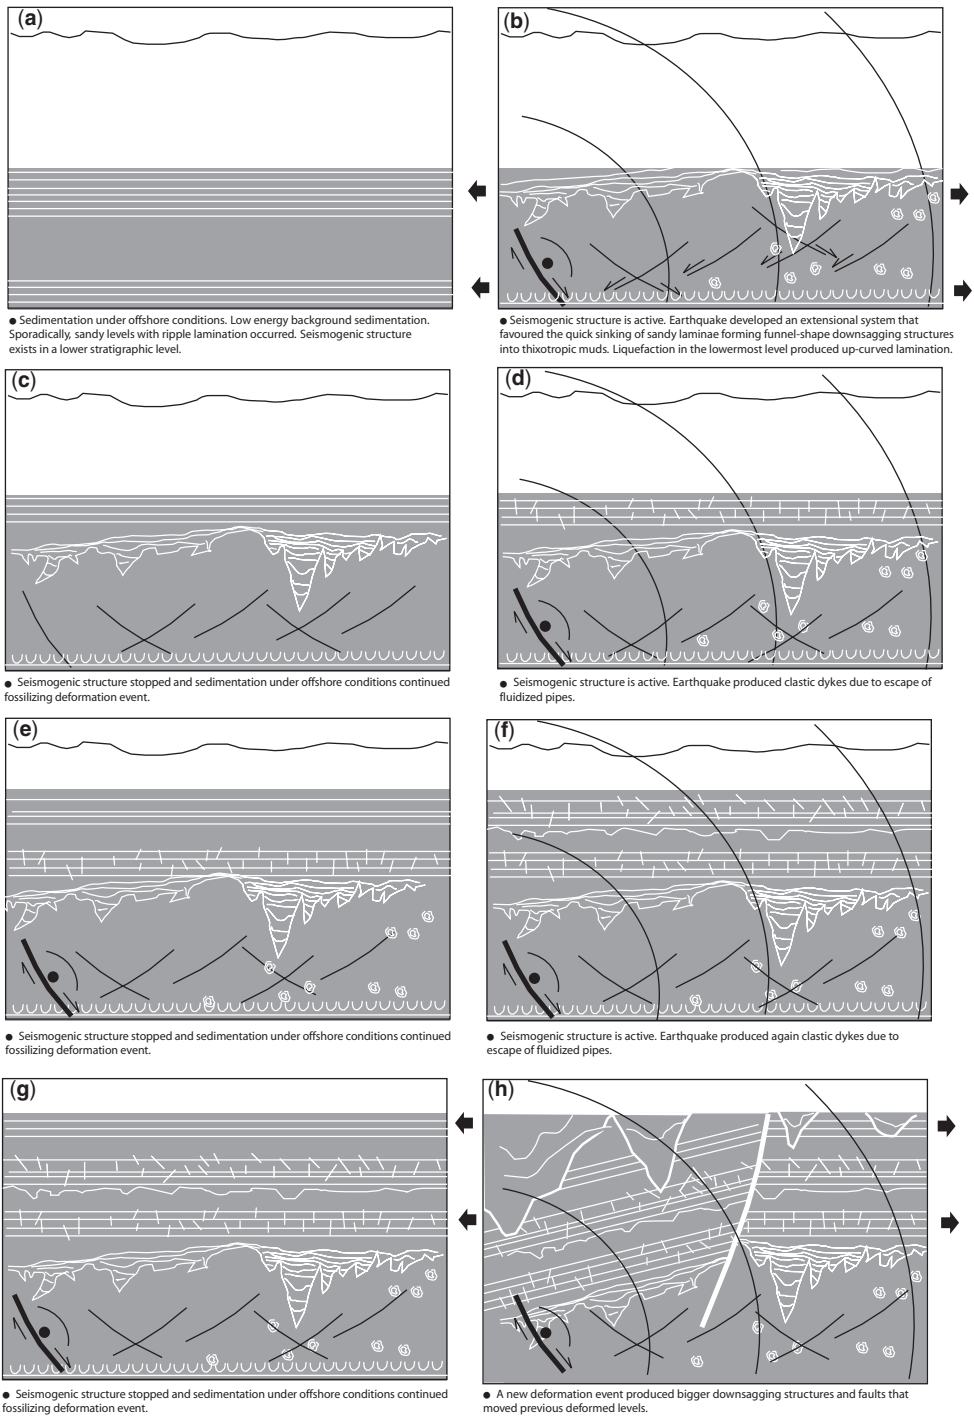 (a)
● Sedimentation under offshore conditions. Low energy background sedimentation.
Sporadically, sandy levels with ripple lamination occurred. Seismogenic structure
exists in a lower stratigraphic level.
(b)
● Seismogenic structure is active. Earthquake developed an extensional system that
favoured the quick sinking of sandy laminae forming funnel-shape downsagging structures
into thixotropic muds. Liquefaction in the lowermost level produced up-curved lamination.
(c)
● Seismogenic structure stopped and sedimentation under offshore conditions continued
fossilizing deformation event.
(d)
● Seismogenic structure is active. Earthquake produced clastic dykes due to escape of
fluidized pipes.
(e)
● Seismogenic structure stopped and sedimentation under offshore conditions continued
fossilizing deformation event.
(f)
● Seismogenic structure is active. Earthquake produced again clastic dykes due to
escape of fluidized pipes.
(g)
● Seismogenic structure stopped and sedimentation under offshore conditions continued
fossilizing deformation event.
(h)
● A new deformation event produced bigger downsagging structures and faults that
moved previous deformed levels.